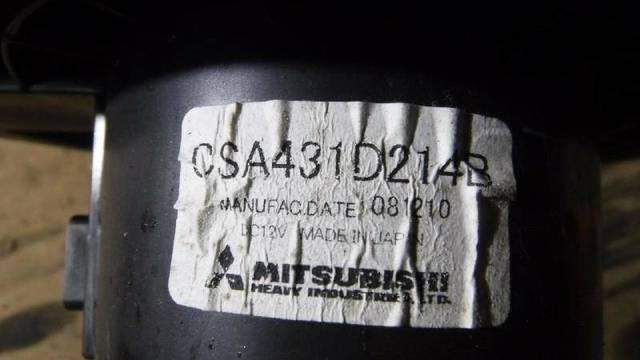 CSA431D214B
MANUFAC.DATE 081210
DC12V MADE IN JAPAN
MITSUBISHI
HEAVY INDUSTRIES, LTD.